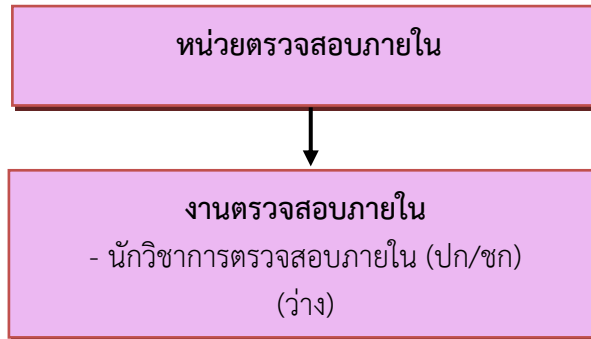 หน่วยตรวจสอบภายใน
งานตรวจสอบภายใน
- นักวิชาการตรวจสอบภายใน (ปก/ชก)
(ว่าง)